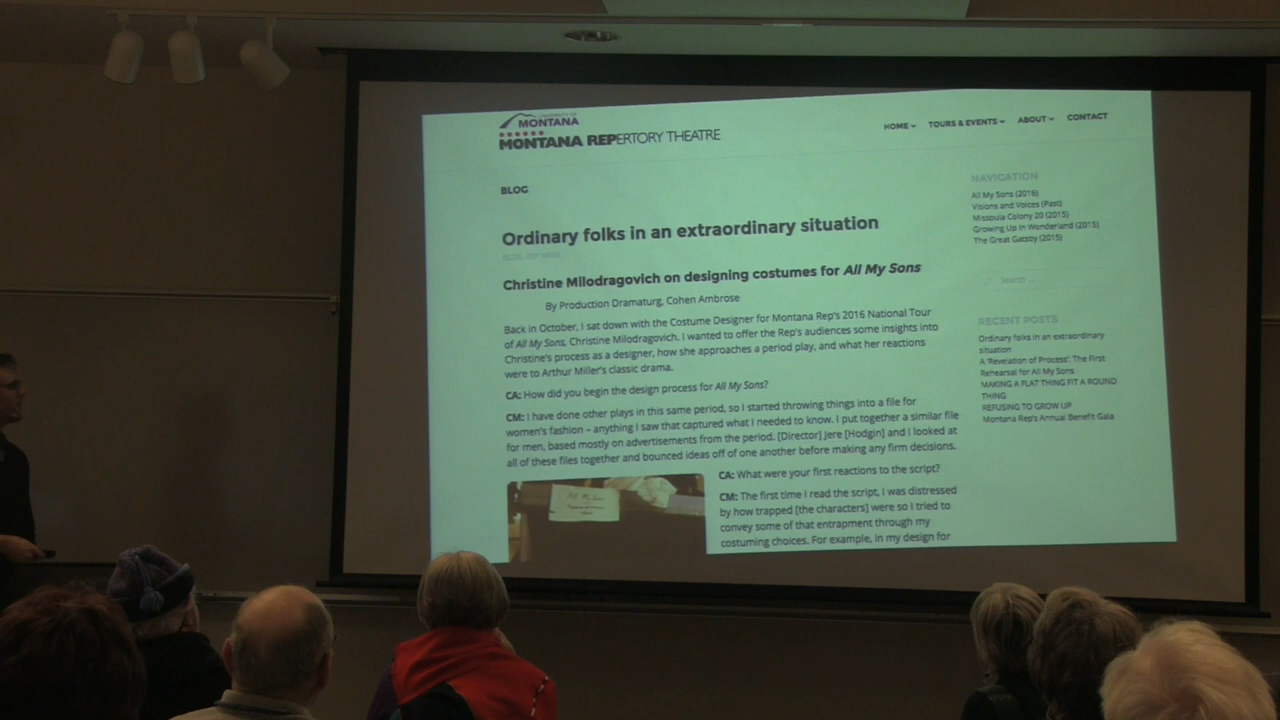 UNIVERSITY OF
MONTANA
MONTANA REPERTORY THEATRE
HOME
TOURS & EVENTS
ABOUT
CONTACT
BLOG
Ordinary folks in an extraordinary situation
BLOG, REP NEWS
Christine Milodragovich on designing costumes for All My Sons
By Production Dramaturg, Cohen Ambrose
Back in October, I sat down with the Costume Designer for Montana Rep's 2016 National Tour
of All My Sons, Christine Milodragovich. I wanted to offer the Rep's audiences some insights into
Christine's process as a designer, how she approaches a period play, and what her reactions
were to Arthur Miller's classic drama.
CA: How did you begin the design process for All My Sons?
CM: I have done other plays in this same period, so I started throwing things into a file for
women's fashion – anything I saw that captured what I needed to know. I put together a similar file
for men, based mostly on advertisements from the period. [Director] Jere [Hodgin] and I looked at
all of these files together and bounced ideas off of one another before making any firm decisions.
All My Sons
CA: What were your first reactions to the script?
CM: The first time I read the script, I was distressed
by how trapped [the characters] were so I tried to
convey some of that entrapment through my
costuming choices. For example, in my design for
NAVIGATION
All My Sons (2016)
Visions and Voices (Past)
Missoula Colony 20 (2015)
Growing Up In Wonderland (2015)
The Great Gatsby (2015)
Search ...
RECENT POSTS
Ordinary folks in an extraordinary
situation
A 'Revelation of Process': The First
Rehearsal for All My Sons
MAKING A FLAT THING FIT A ROUND
THING
REFUSING TO GROW UP
Montana Rep's Annual Benefit Gala